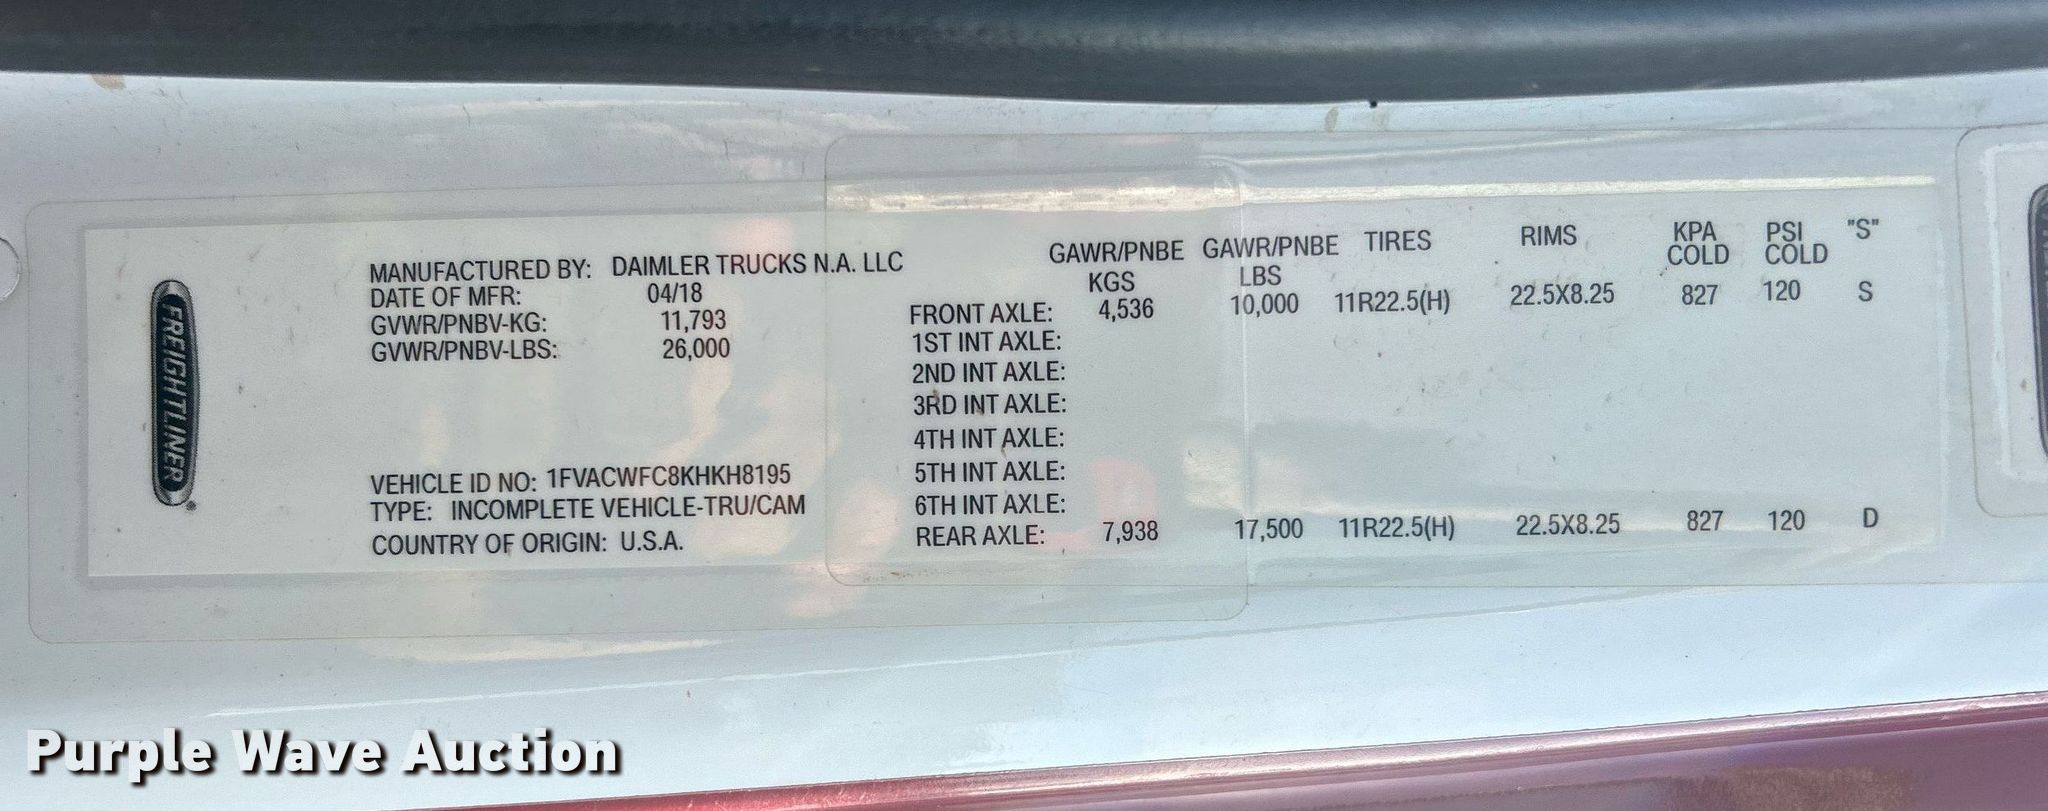 FREIGHTLINER
MANUFACTURED BY: DAIMLER TRUCKS N.A. LLC
DATE OF MFR: 04/18
GVWR/PNBV-KG: 11,793
GVWR/PNBV-LBS: 26,000
VEHICLE ID NO: 1FVACWFC8KHKH8195
TYPE: INCOMPLETE VEHICLE-TRU/CAM
COUNTRY OF ORIGIN: U.S.A.
GAWR/PNBE GAWR/PNBE TIRES RIMS KPA PSI "S"
KGS LBS COLD COLD
FRONT AXLE: 4,536 10,000 11R22.5(H) 22.5X8.25 827 120 S
1ST INT AXLE:
2ND INT AXLE:
3RD INT AXLE:
4TH INT AXLE:
5TH INT AXLE:
6TH INT AXLE:
REAR AXLE: 7,938 17,500 11R22.5(H) 22.5X8.25 827 120 D
Purple Wave Auction